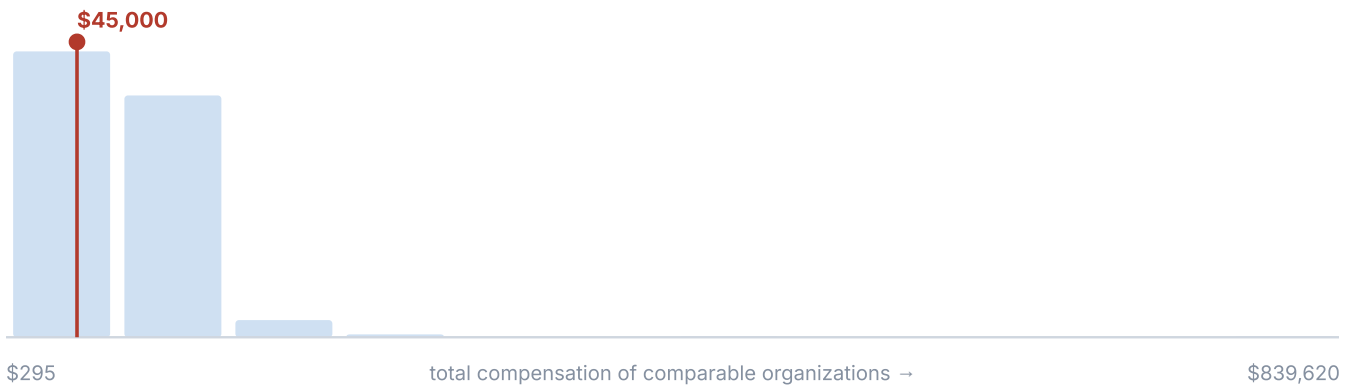 $45,000
$295 total compensation of comparable organizations → $839,620